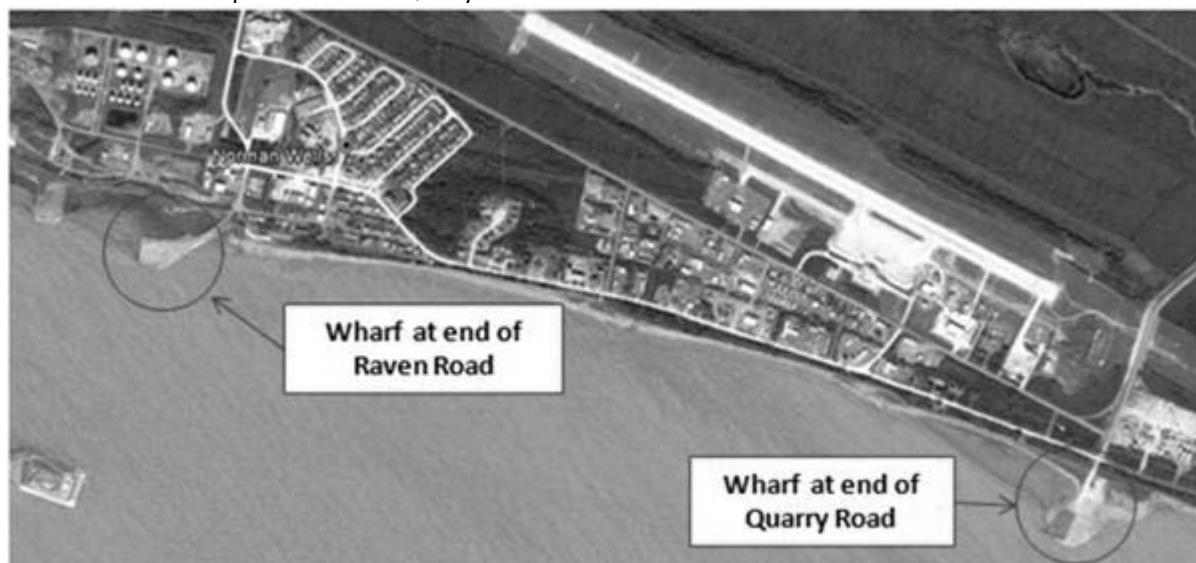 Norman Wells
Wharf at end of
Raven Road
Wharf at end of
Quarry Road